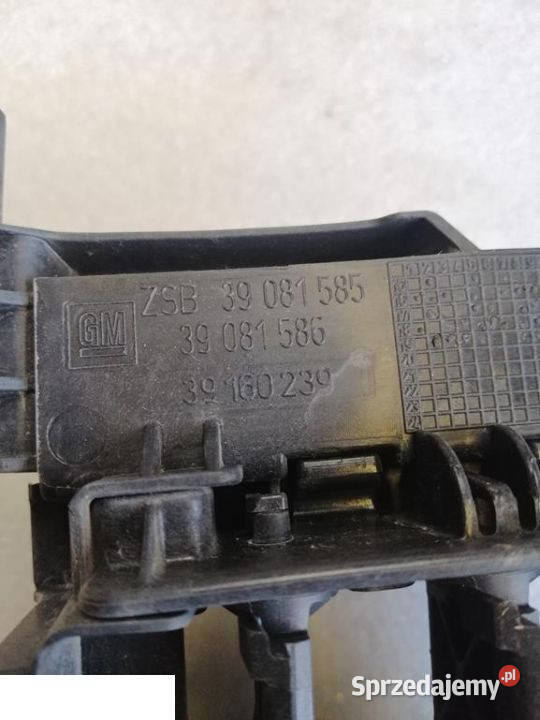 GM
ZSB 39 081 585
39 081 586
39 160 239
Sprzedajemy.pl